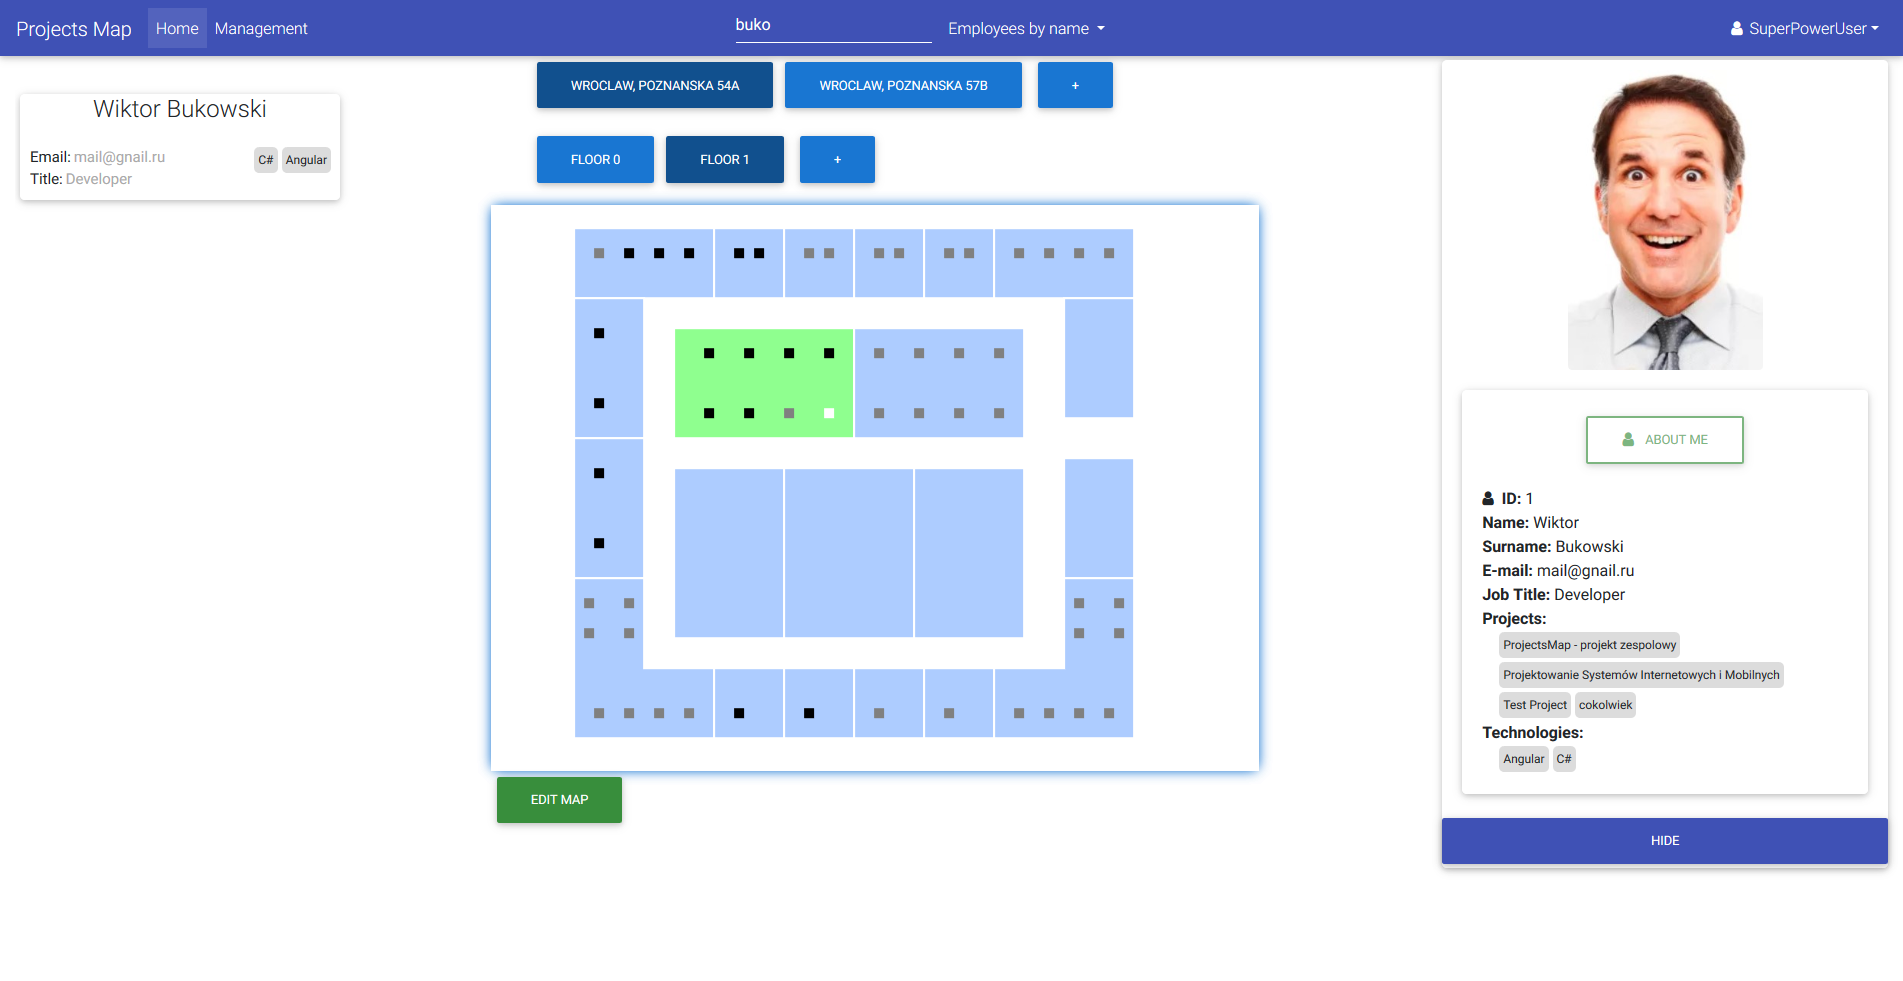 Projects Map Home Management buko Employees by name SuperPowerUser
Wiktor Bukowski
Email: mail@gnail.ru
Title: Developer
C# Angular
WROCLAW, POZNANSKA 54A WROCLAW, POZNANSKA 57B +
FLOOR 0 FLOOR 1 +
EDIT MAP
ABOUT ME
ID: 1
Name: Wiktor
Surname: Bukowski
E-mail: mail@gnail.ru
Job Title: Developer
Projects:
ProjectsMap - projekt zespolowy
Projektowanie Systemów Internetowych i Mobilnych
Test Project cokolwiek
Technologies:
Angular C#
HIDE